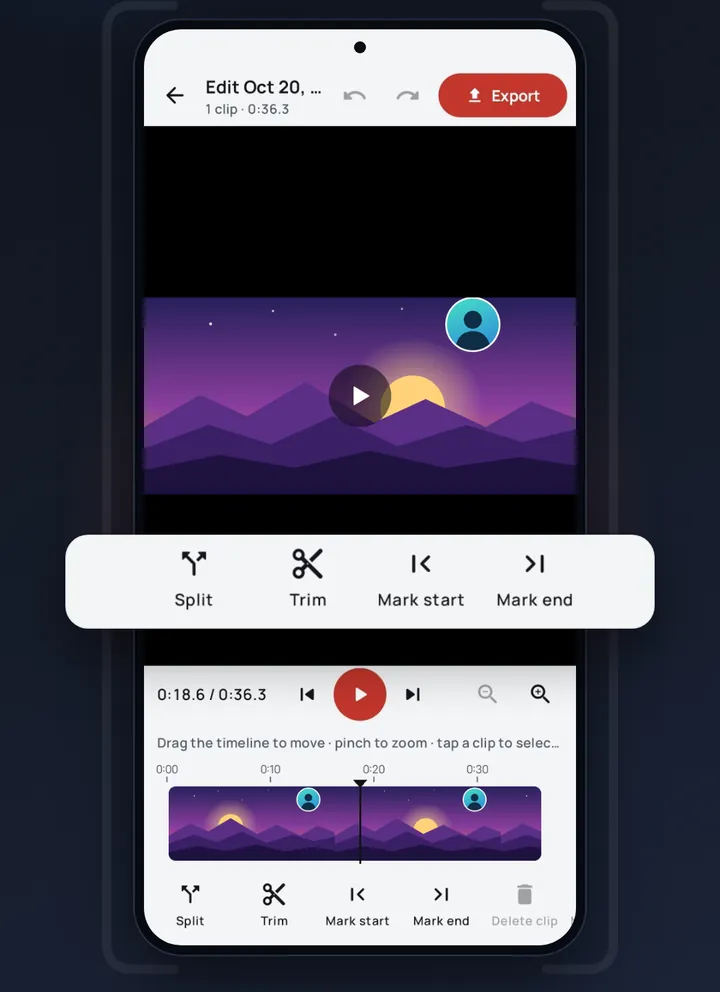 Edit Oct 20, ...
1 clip · 0:36.3
Export
Split Trim Mark start Mark end
0:18.6 / 0:36.3
Drag the timeline to move · pinch to zoom · tap a clip to selec...
0:00 0:10 0:20 0:30
Split Trim Mark start Mark end Delete clip